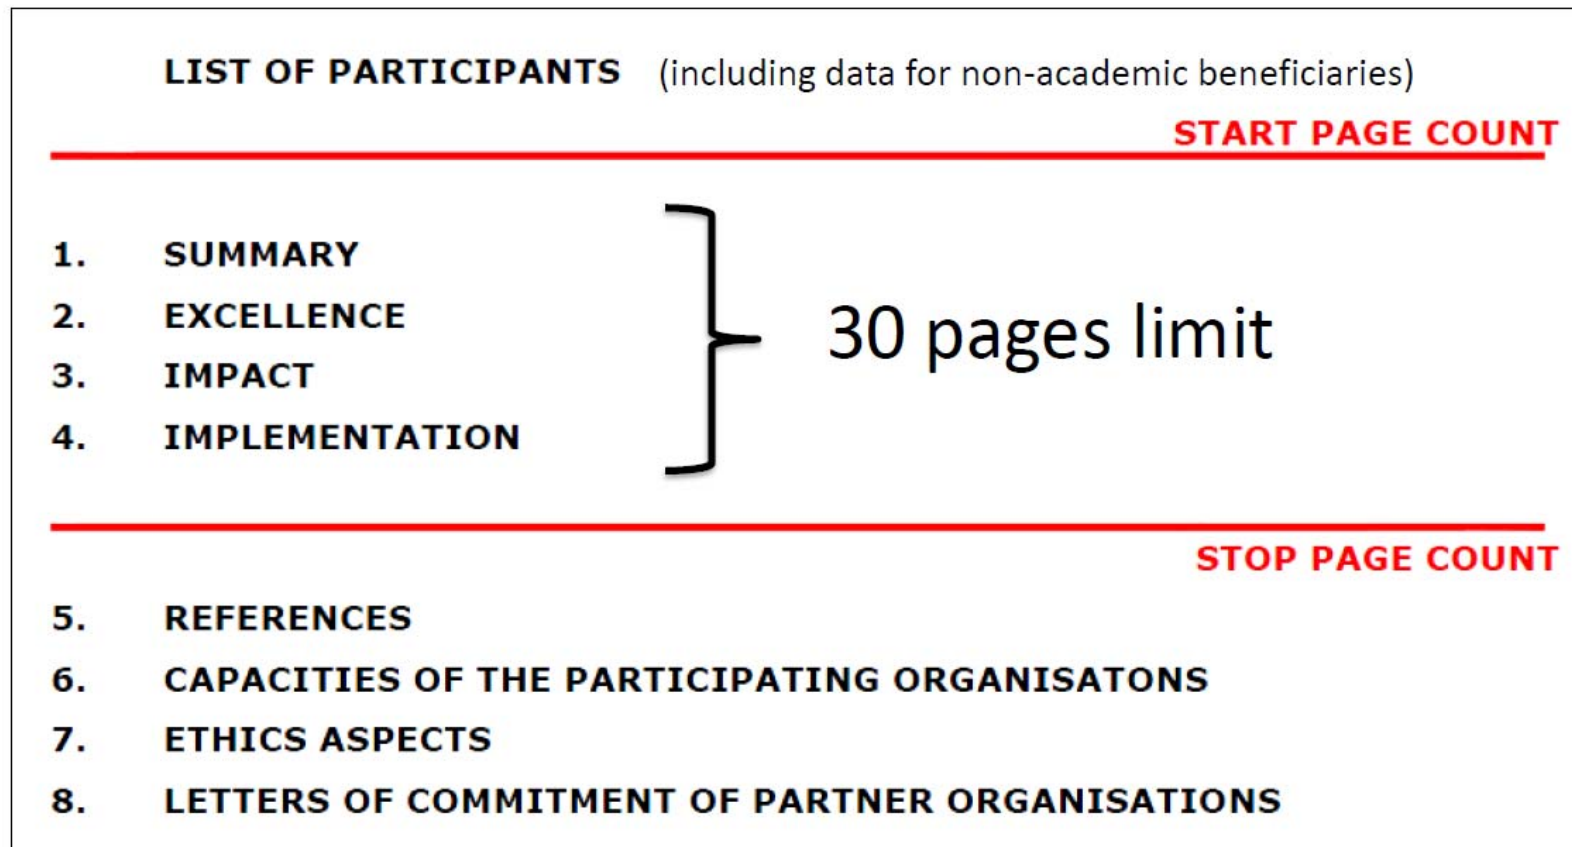 LIST OF PARTICIPANTS (including data for non-academic beneficiaries)
START PAGE COUNT
1. SUMMARY
2. EXCELLENCE
3. IMPACT
4. IMPLEMENTATION
30 pages limit
STOP PAGE COUNT
5. REFERENCES
6. CAPACITIES OF THE PARTICIPATING ORGANISATONS
7. ETHICS ASPECTS
8. LETTERS OF COMMITMENT OF PARTNER ORGANISATIONS